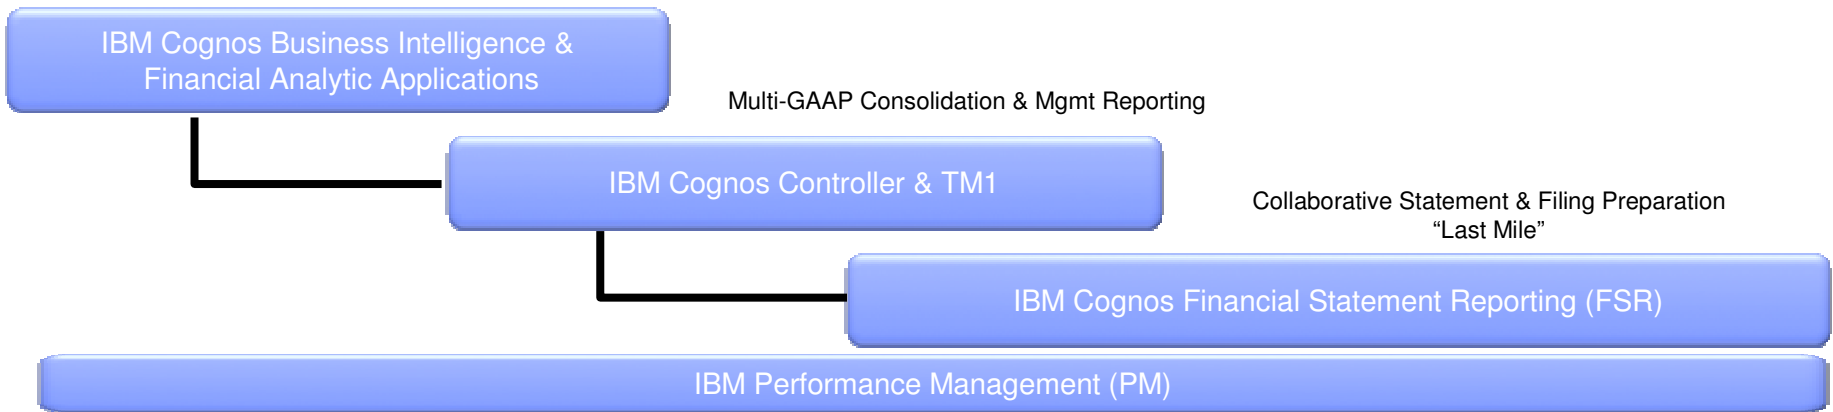 IBM Cognos Business Intelligence &
Financial Analytic Applications
Multi-GAAP Consolidation & Mgmt Reporting
IBM Cognos Controller & TM1
Collaborative Statement & Filing Preparation
“Last Mile”
IBM Cognos Financial Statement Reporting (FSR)
IBM Performance Management (PM)